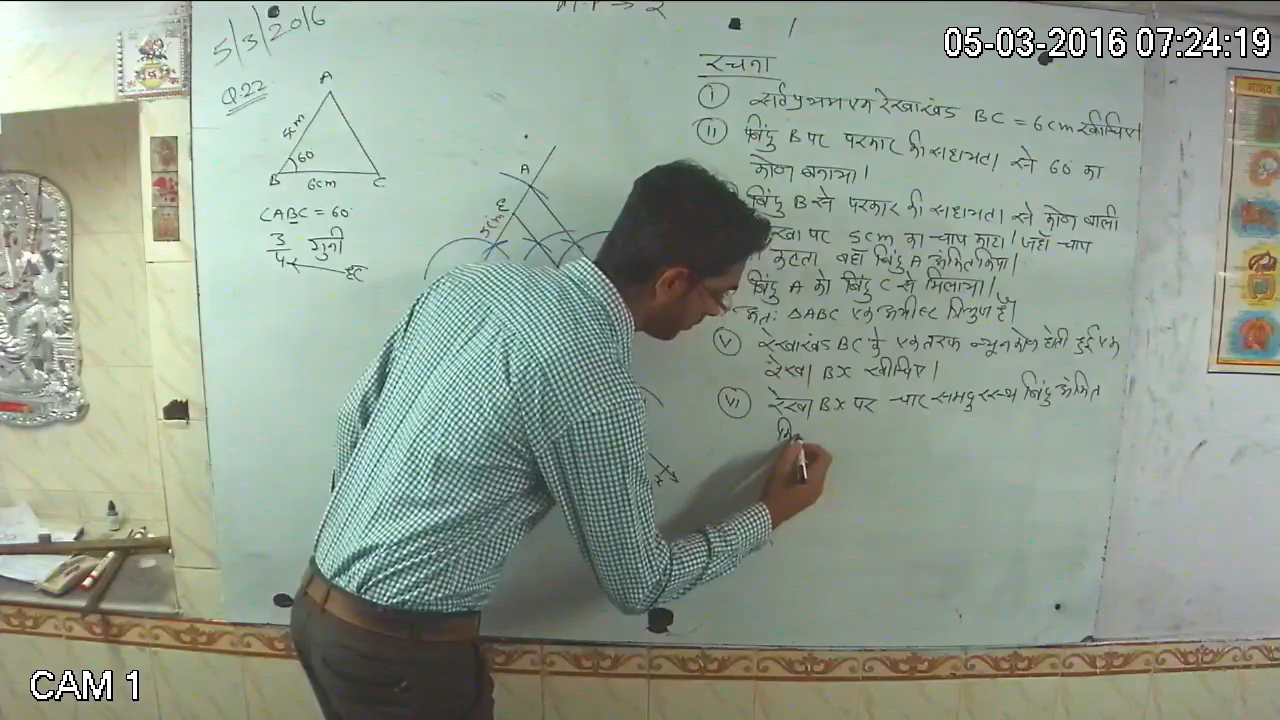 05-03-2016 07:24:19
5/3/2016
Q.22
A
5cm
60
B
6cm
C
∠ABC = 60
3/4 गुनी
A
E
5cm
x
रचना
I सर्वप्रथम एक रेखाखंड BC = 6cm खीचिए
II बिंदु B पर परकार की सहायता से 60 का
कोण बनाया।
बिंदु B से परकार की सहायता से कोण वाली
रेखा पर 5cm का चाप काटा। जहाँ चाप
कटता वहाँ बिंदु A अंकित किया।
बिंदु A को बिंदु C से मिलाया।
अतः ΔABC एक अभीष्ट त्रिभुज है।
V रेखाखंड BC के एक तरफ न्यून कोण होती हुई एक
रेखा BX खीचिए।
VI रेखा BX पर चार समदुरस्थ बिंदु अंकित
CAM 1